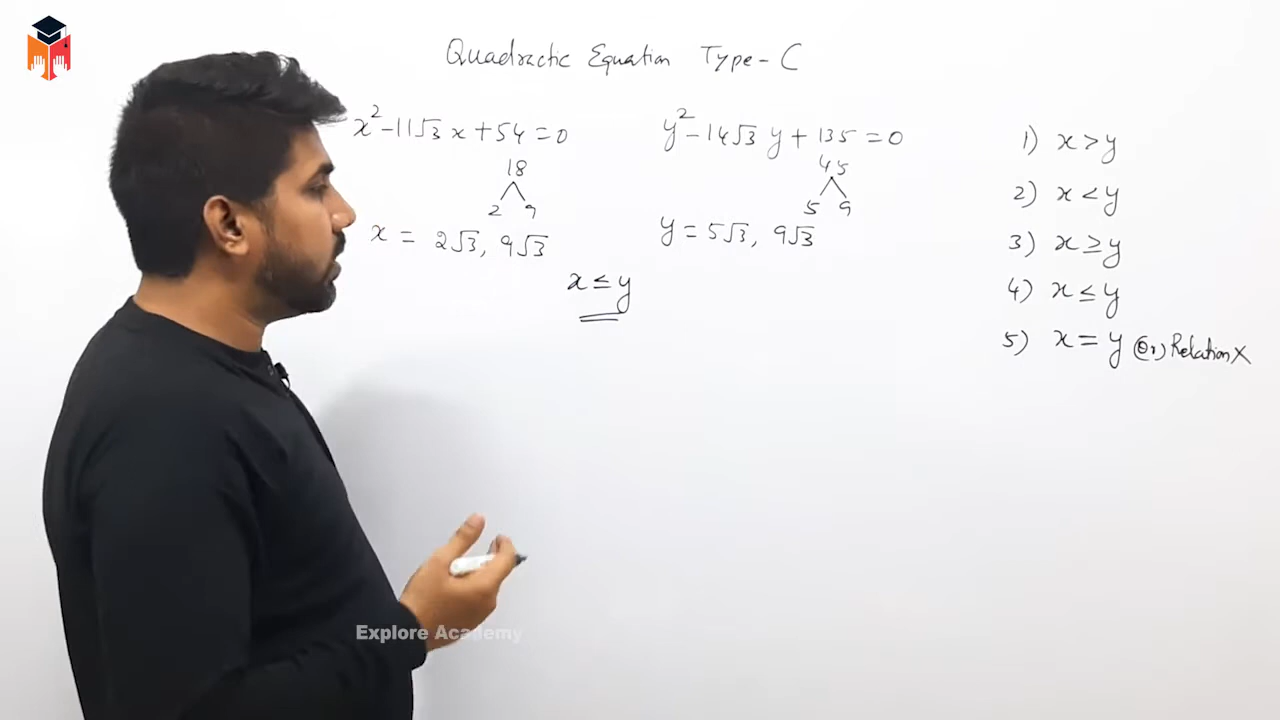 Quadractic Equation Type - C
x² - 11√3 x + 54 = 0
18
2 9
x = 2√3, 9√3
x ≤ y
y² - 14√3 y + 135 = 0
45
5 9
y = 5√3, 9√3
1) x > y
2) x < y
3) x ≥ y
4) x ≤ y
5) x = y (or) Relation X
Explore Academy